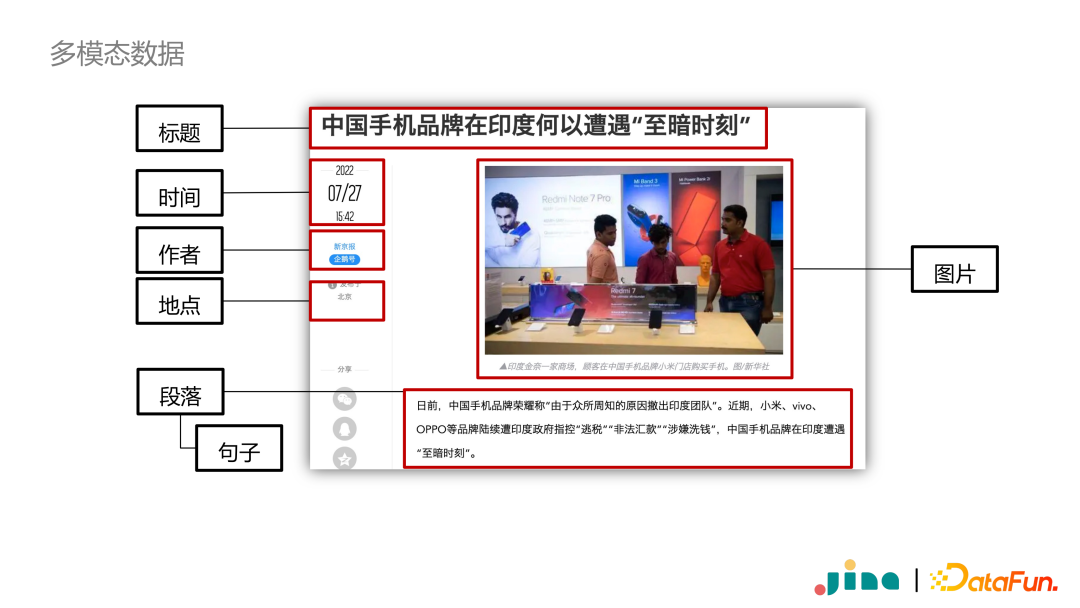 多模态数据
标题
中国手机品牌在印度何以遭遇“至暗时刻”
时间
2022
07/27
15:42
作者
新京报
企鹅号
地点
北京
Redmi Note 7 Pro
Mi Band 3
Mi Power Bank 2i
Redmi 7
图片
▲印度金奈一家商场，顾客在中国手机品牌小米门店购买手机。图/新华社
分享
段落
句子
日前，中国手机品牌荣耀称“由于众所周知的原因撤出印度团队”。近期，小米、vivo、
OPPO等品牌陆续遭印度政府指控“逃税”“非法汇款”“涉嫌洗钱”，中国手机品牌在印度遭遇
“至暗时刻”。
Jina | DataFun.